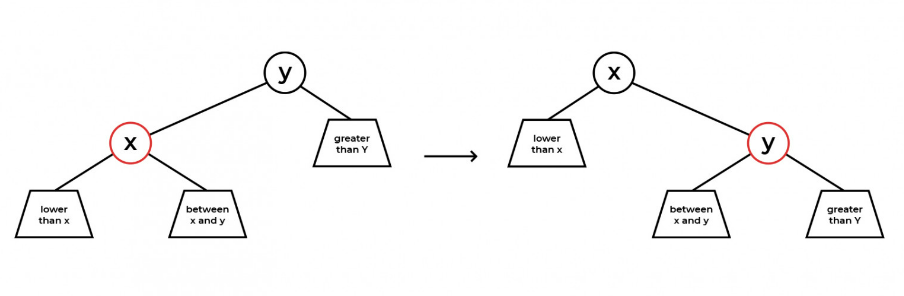 y
x
greater
than Y
lower
than x
between
x and y
x
lower
than x
y
between
x and y
greater
than Y